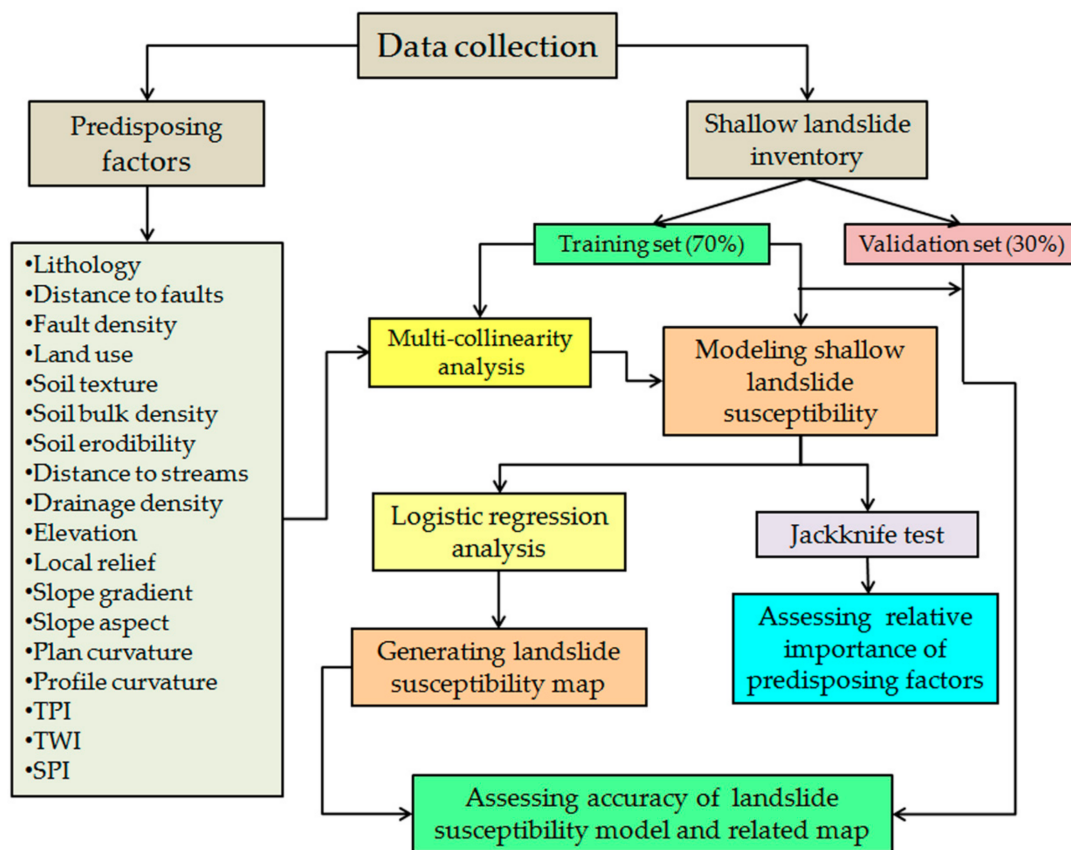 Data collection
Predisposing
factors
Shallow landslide
inventory
Training set (70%)
Validation set (30%)
•Lithology
•Distance to faults
•Fault density
•Land use
•Soil texture
•Soil bulk density
•Soil erodibility
•Distance to streams
•Drainage density
•Elevation
•Local relief
•Slope gradient
•Slope aspect
•Plan curvature
•Profile curvature
•TPI
•TWI
•SPI
Multi-collinearity
analysis
Modeling shallow
landslide
susceptibility
Logistic regression
analysis
Jackknife test
Generating landslide
susceptibility map
Assessing relative
importance of
predisposing factors
Assessing accuracy of landslide
susceptibility model and related map